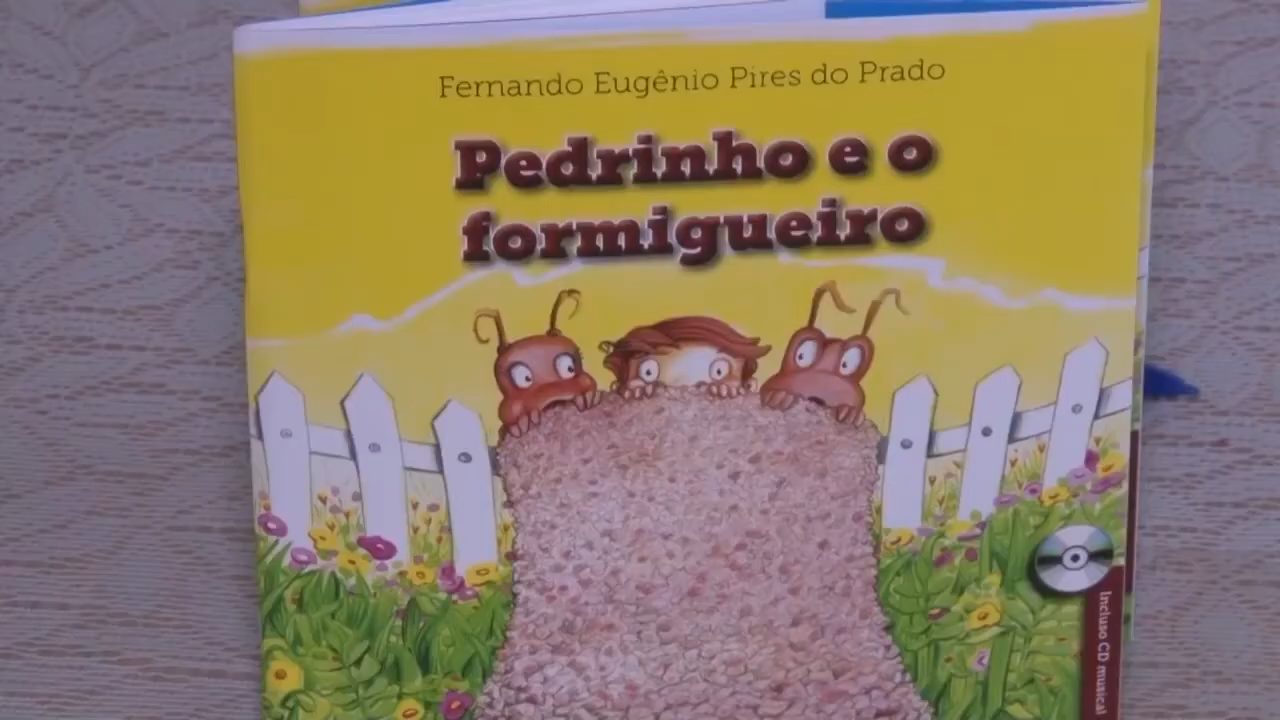 Fernando Eugênio Pires do Prado
Pedrinho e o
formigueiro
Incluso CD musical